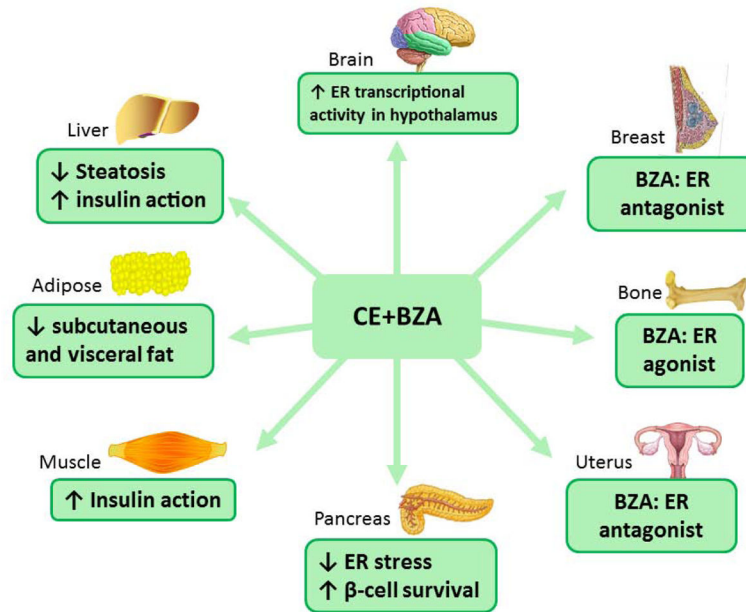 Brain
↑ ER transcriptional
activity in hypothalamus
Liver
↓ Steatosis
↑ insulin action
Breast
BZA: ER
antagonist
Adipose
↓ subcutaneous
and visceral fat
CE+BZA
Bone
BZA: ER
agonist
Muscle
↑ Insulin action
Uterus
BZA: ER
antagonist
Pancreas
↓ ER stress
↑ β-cell survival